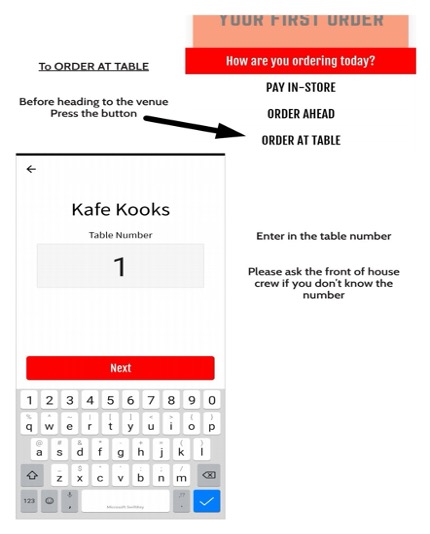 YOUR FIRST ORDER
How are you ordering today?
To ORDER AT TABLE
PAY IN-STORE
Before heading to the venue
Press the button
ORDER AHEAD
ORDER AT TABLE
Kafe Kooks
Table Number
1
Enter in the table number
Please ask the front of house
crew if you don't know the
number
Next
1 2 3 4 5 6 7 8 9 0
q w e r t y u i o p
a s d f g h j k l
z x c v b n m
123
Microsoft SwiftKey